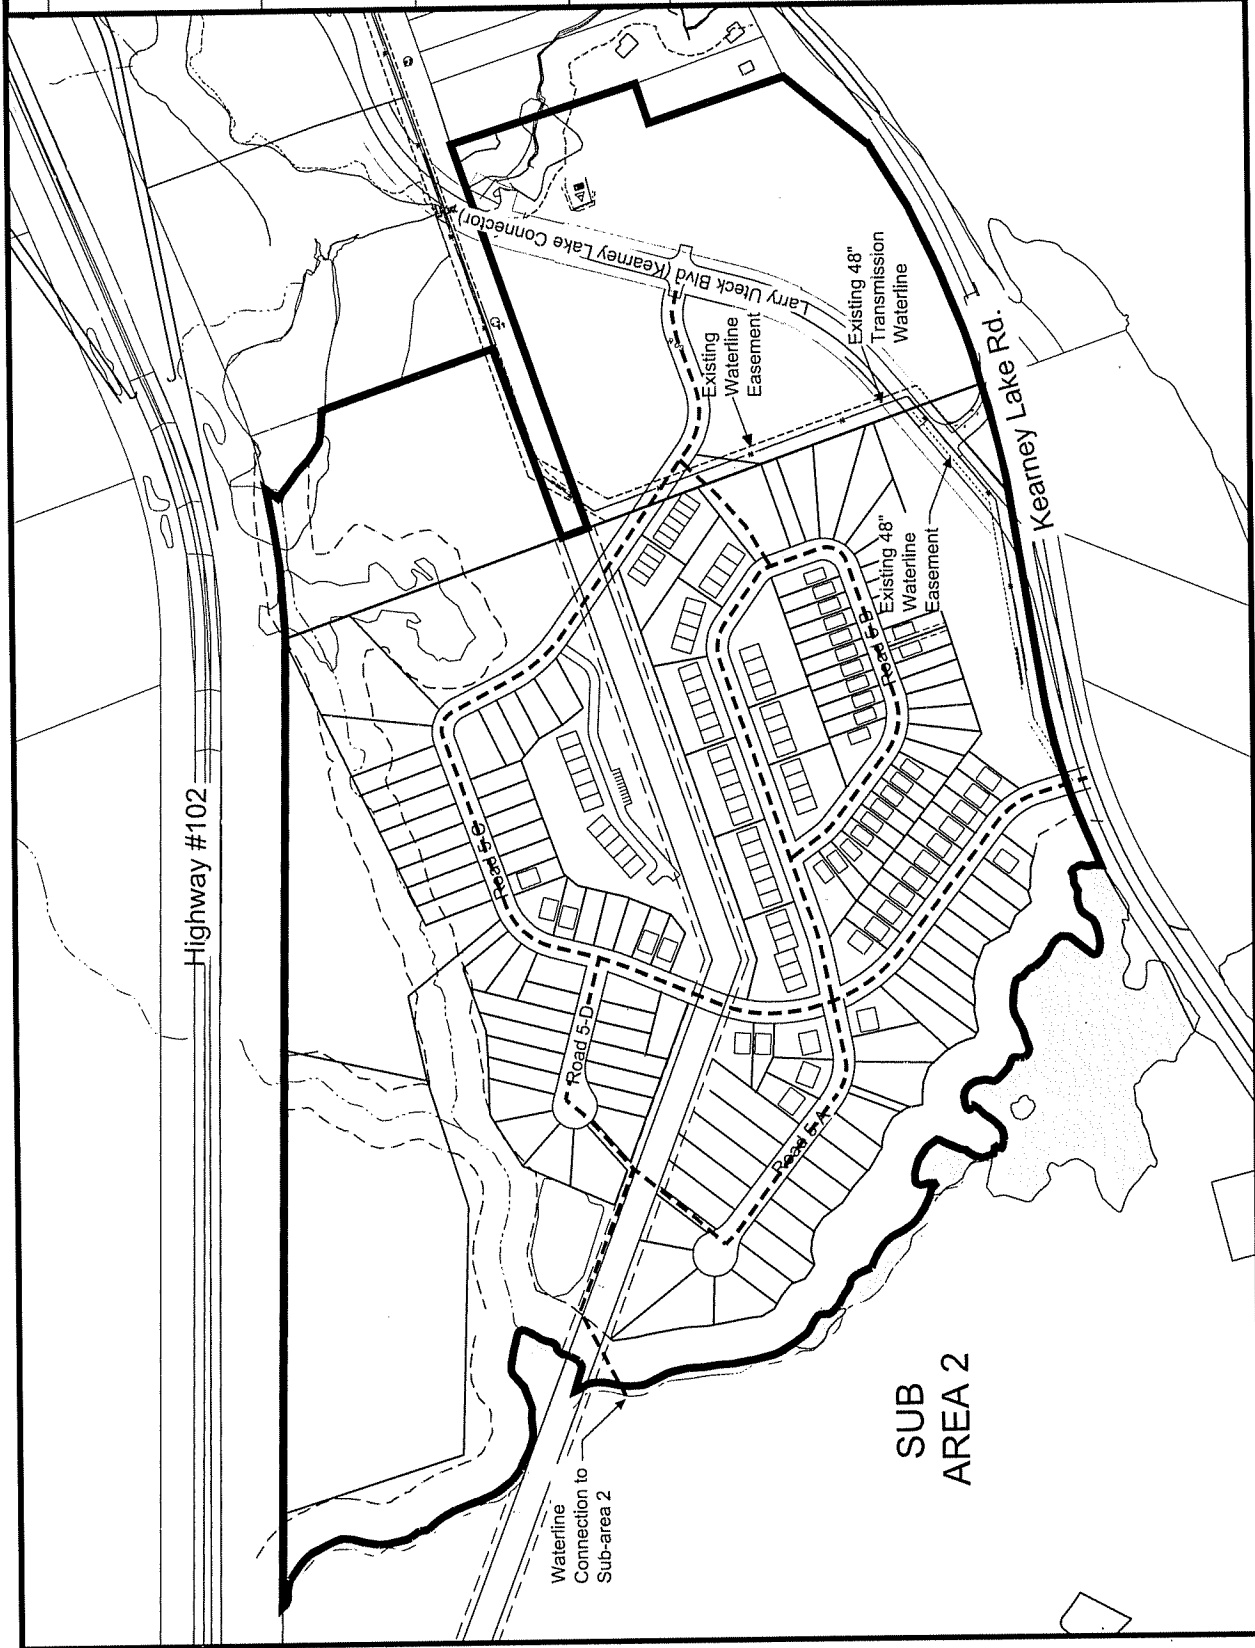 Highway #102
Larry Uteck Blvd (Kearney Lake Connector)
Existing
Waterline
Easement
Existing 48"
Transmission
Waterline
Kearney Lake Rd.
Existing 48"
Waterline
Easement
Road 5-C
Road 5-B
Road 5-D
Road 5-A
Waterline
Connection to
Sub-area 2
SUB
AREA 2